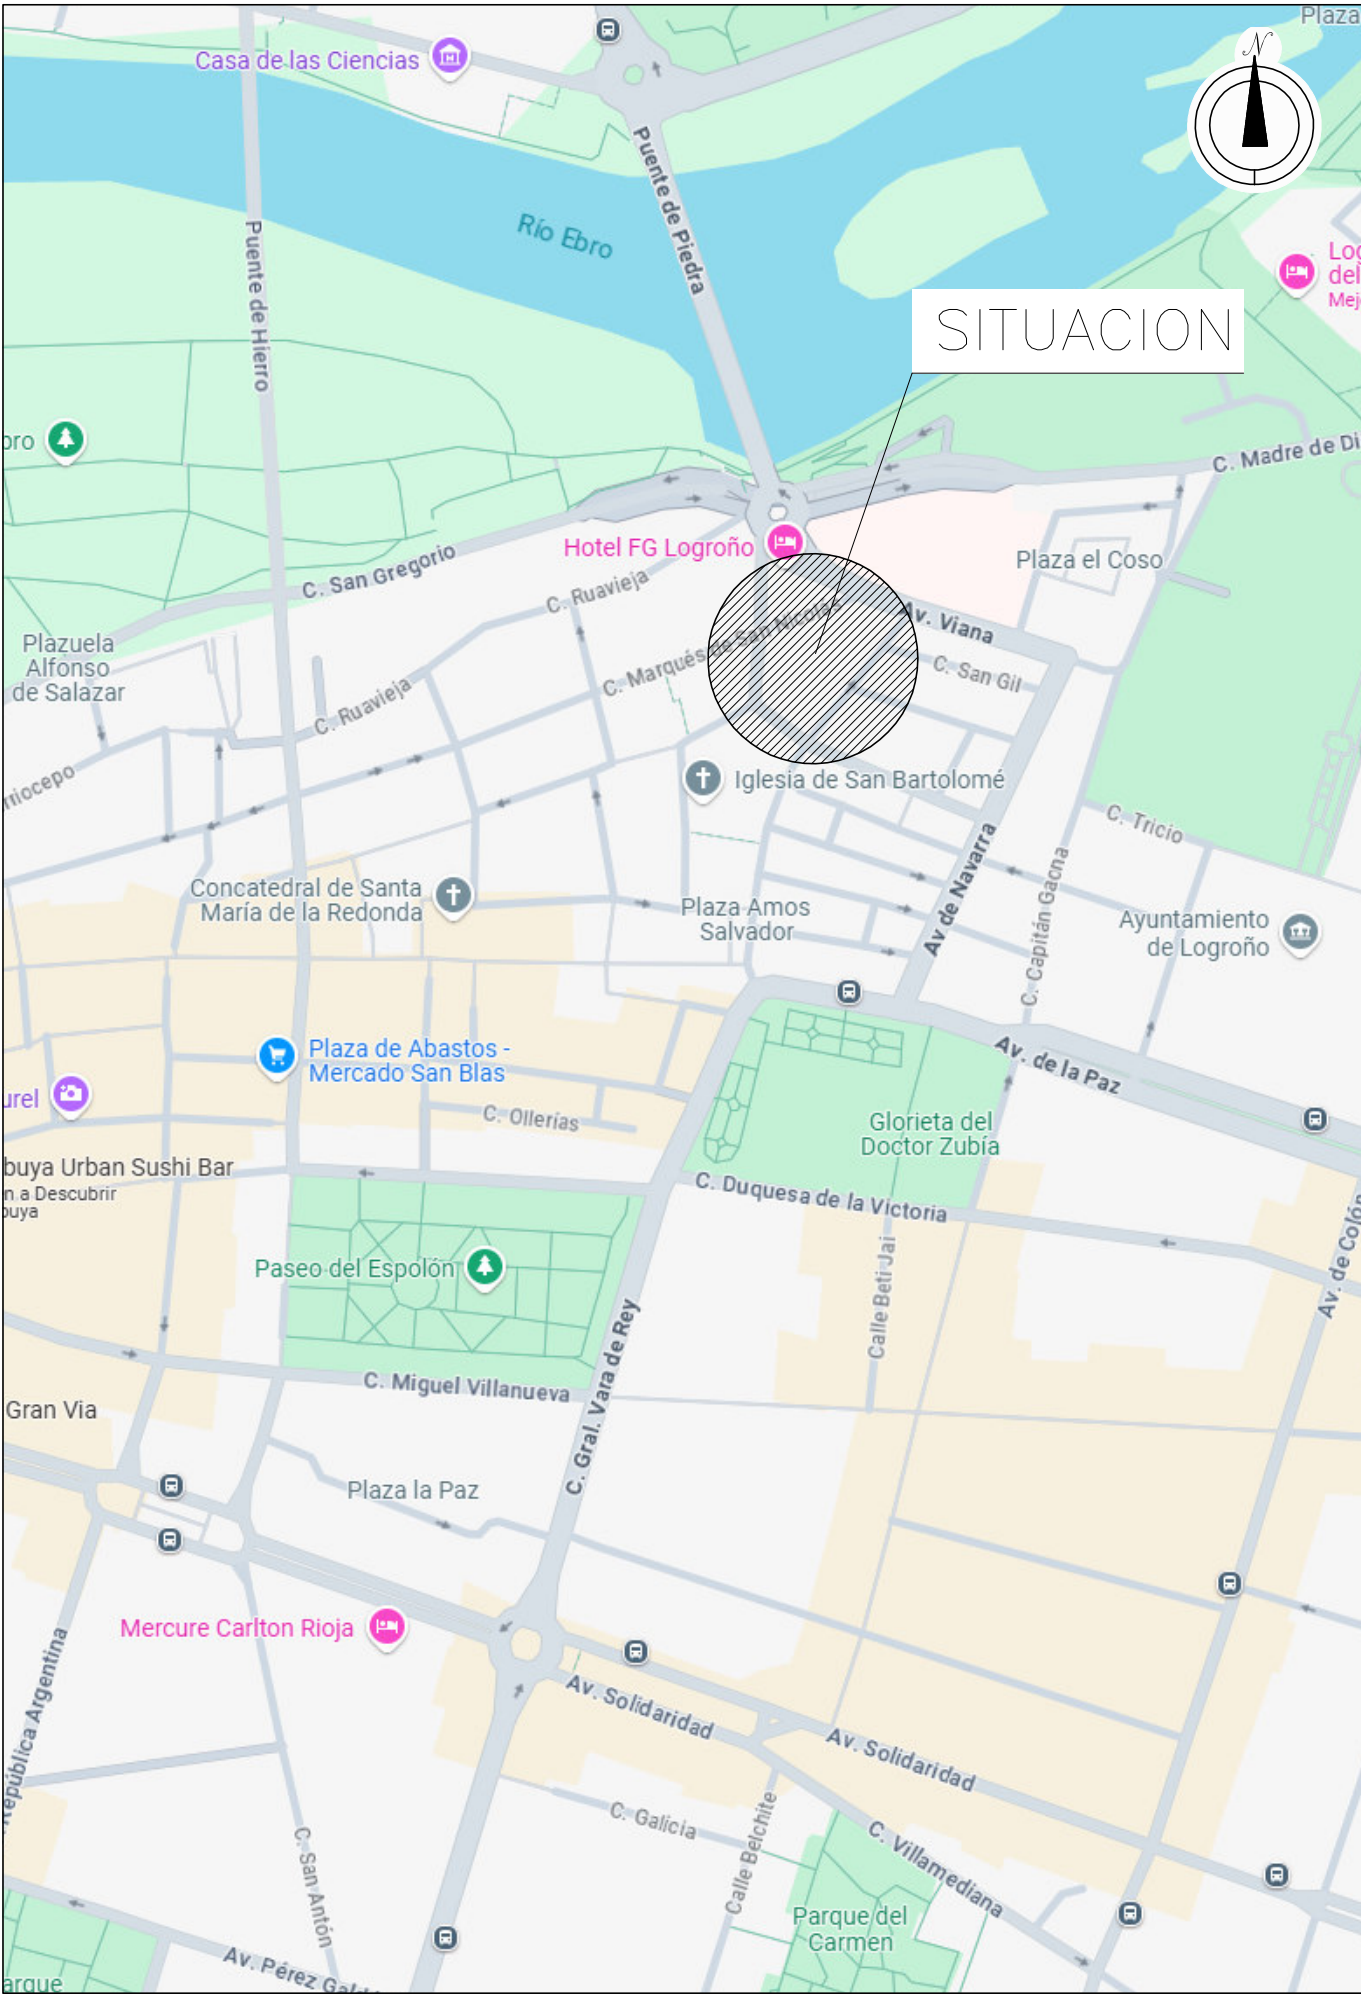 Plaza
Casa de las Ciencias
N
Puente de Piedra
Río Ebro
Puente de Hierro
Log
del
Mej
SITUACION
bro
C. Madre de Di
Hotel FG Logroño
Plaza el Coso
C. San Gregorio
C. Ruavieja
C. Marqués de San Nicolás
Av. Viana
C. San Gil
Plazuela
Alfonso
de Salazar
C. Ruavieja
rriocepo
Iglesia de San Bartolomé
C. Tricio
Av de Navarra
C. Capitán Gaona
Concatedral de Santa
María de la Redonda
Plaza Amos
Salvador
Ayuntamiento
de Logroño
Plaza de Abastos -
Mercado San Blas
Av. de la Paz
urel
C. Ollerías
Glorieta del
Doctor Zubía
buya Urban Sushi Bar
n a Descubrir
buya
C. Duquesa de la Victoria
Av. de Colón
Calle Beti Jai
Paseo del Espolón
C. Gral. Vara de Rey
C. Miguel Villanueva
Gran Via
Plaza la Paz
Mercure Carlton Rioja
República Argentina
Av. Solidaridad
Av. Solidaridad
C. Galicia
Calle Belchite
C. Villamediana
C. San Antón
Parque del
Carmen
Av. Pérez Gald
arque